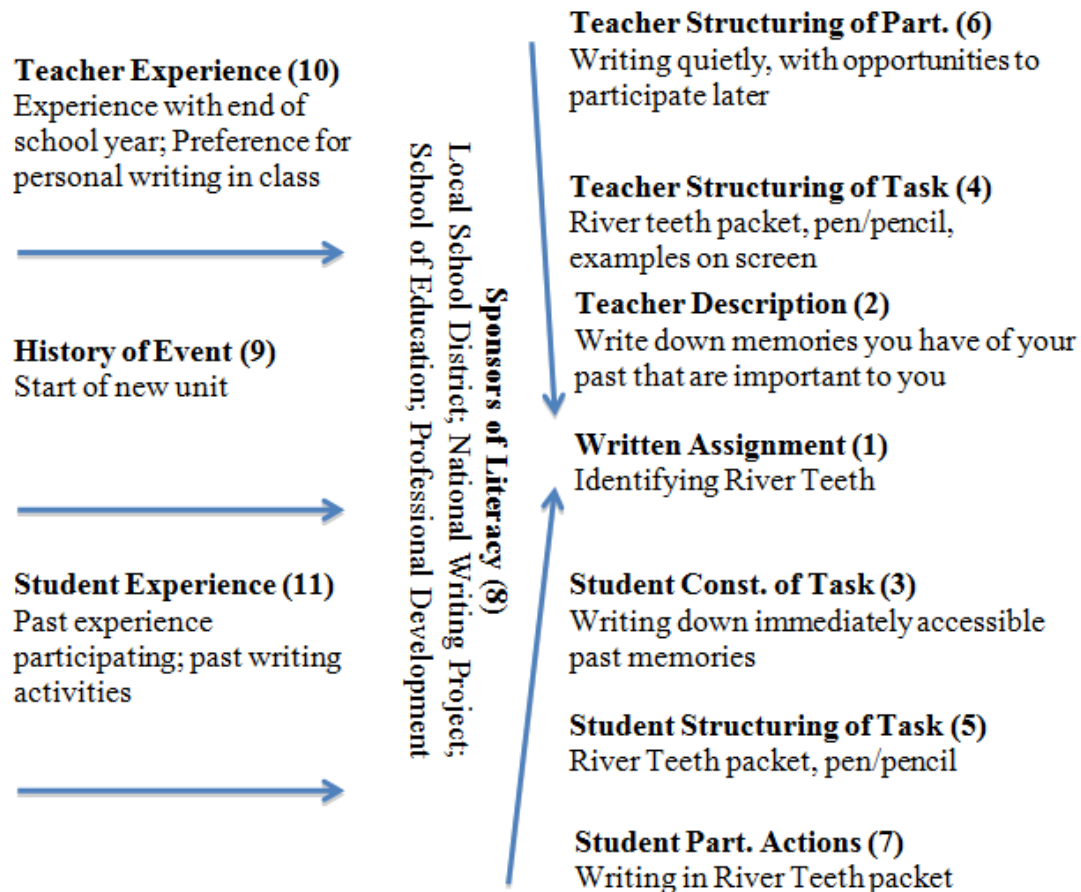 Teacher Experience (10)
Experience with end of
school year; Preference for
personal writing in class
History of Event (9)
Start of new unit
Student Experience (11)
Past experience
participating; past writing
activities
Sponsors of Literacy (8)
Local School District; National Writing Project;
School of Education; Professional Development
Teacher Structuring of Part. (6)
Writing quietly, with opportunities to
participate later
Teacher Structuring of Task (4)
River teeth packet, pen/pencil,
examples on screen
Teacher Description (2)
Write down memories you have of your
past that are important to you
Written Assignment (1)
Identifying River Teeth
Student Const. of Task (3)
Writing down immediately accessible
past memories
Student Structuring of Task (5)
River Teeth packet, pen/pencil
Student Part. Actions (7)
Writing in River Teeth packet